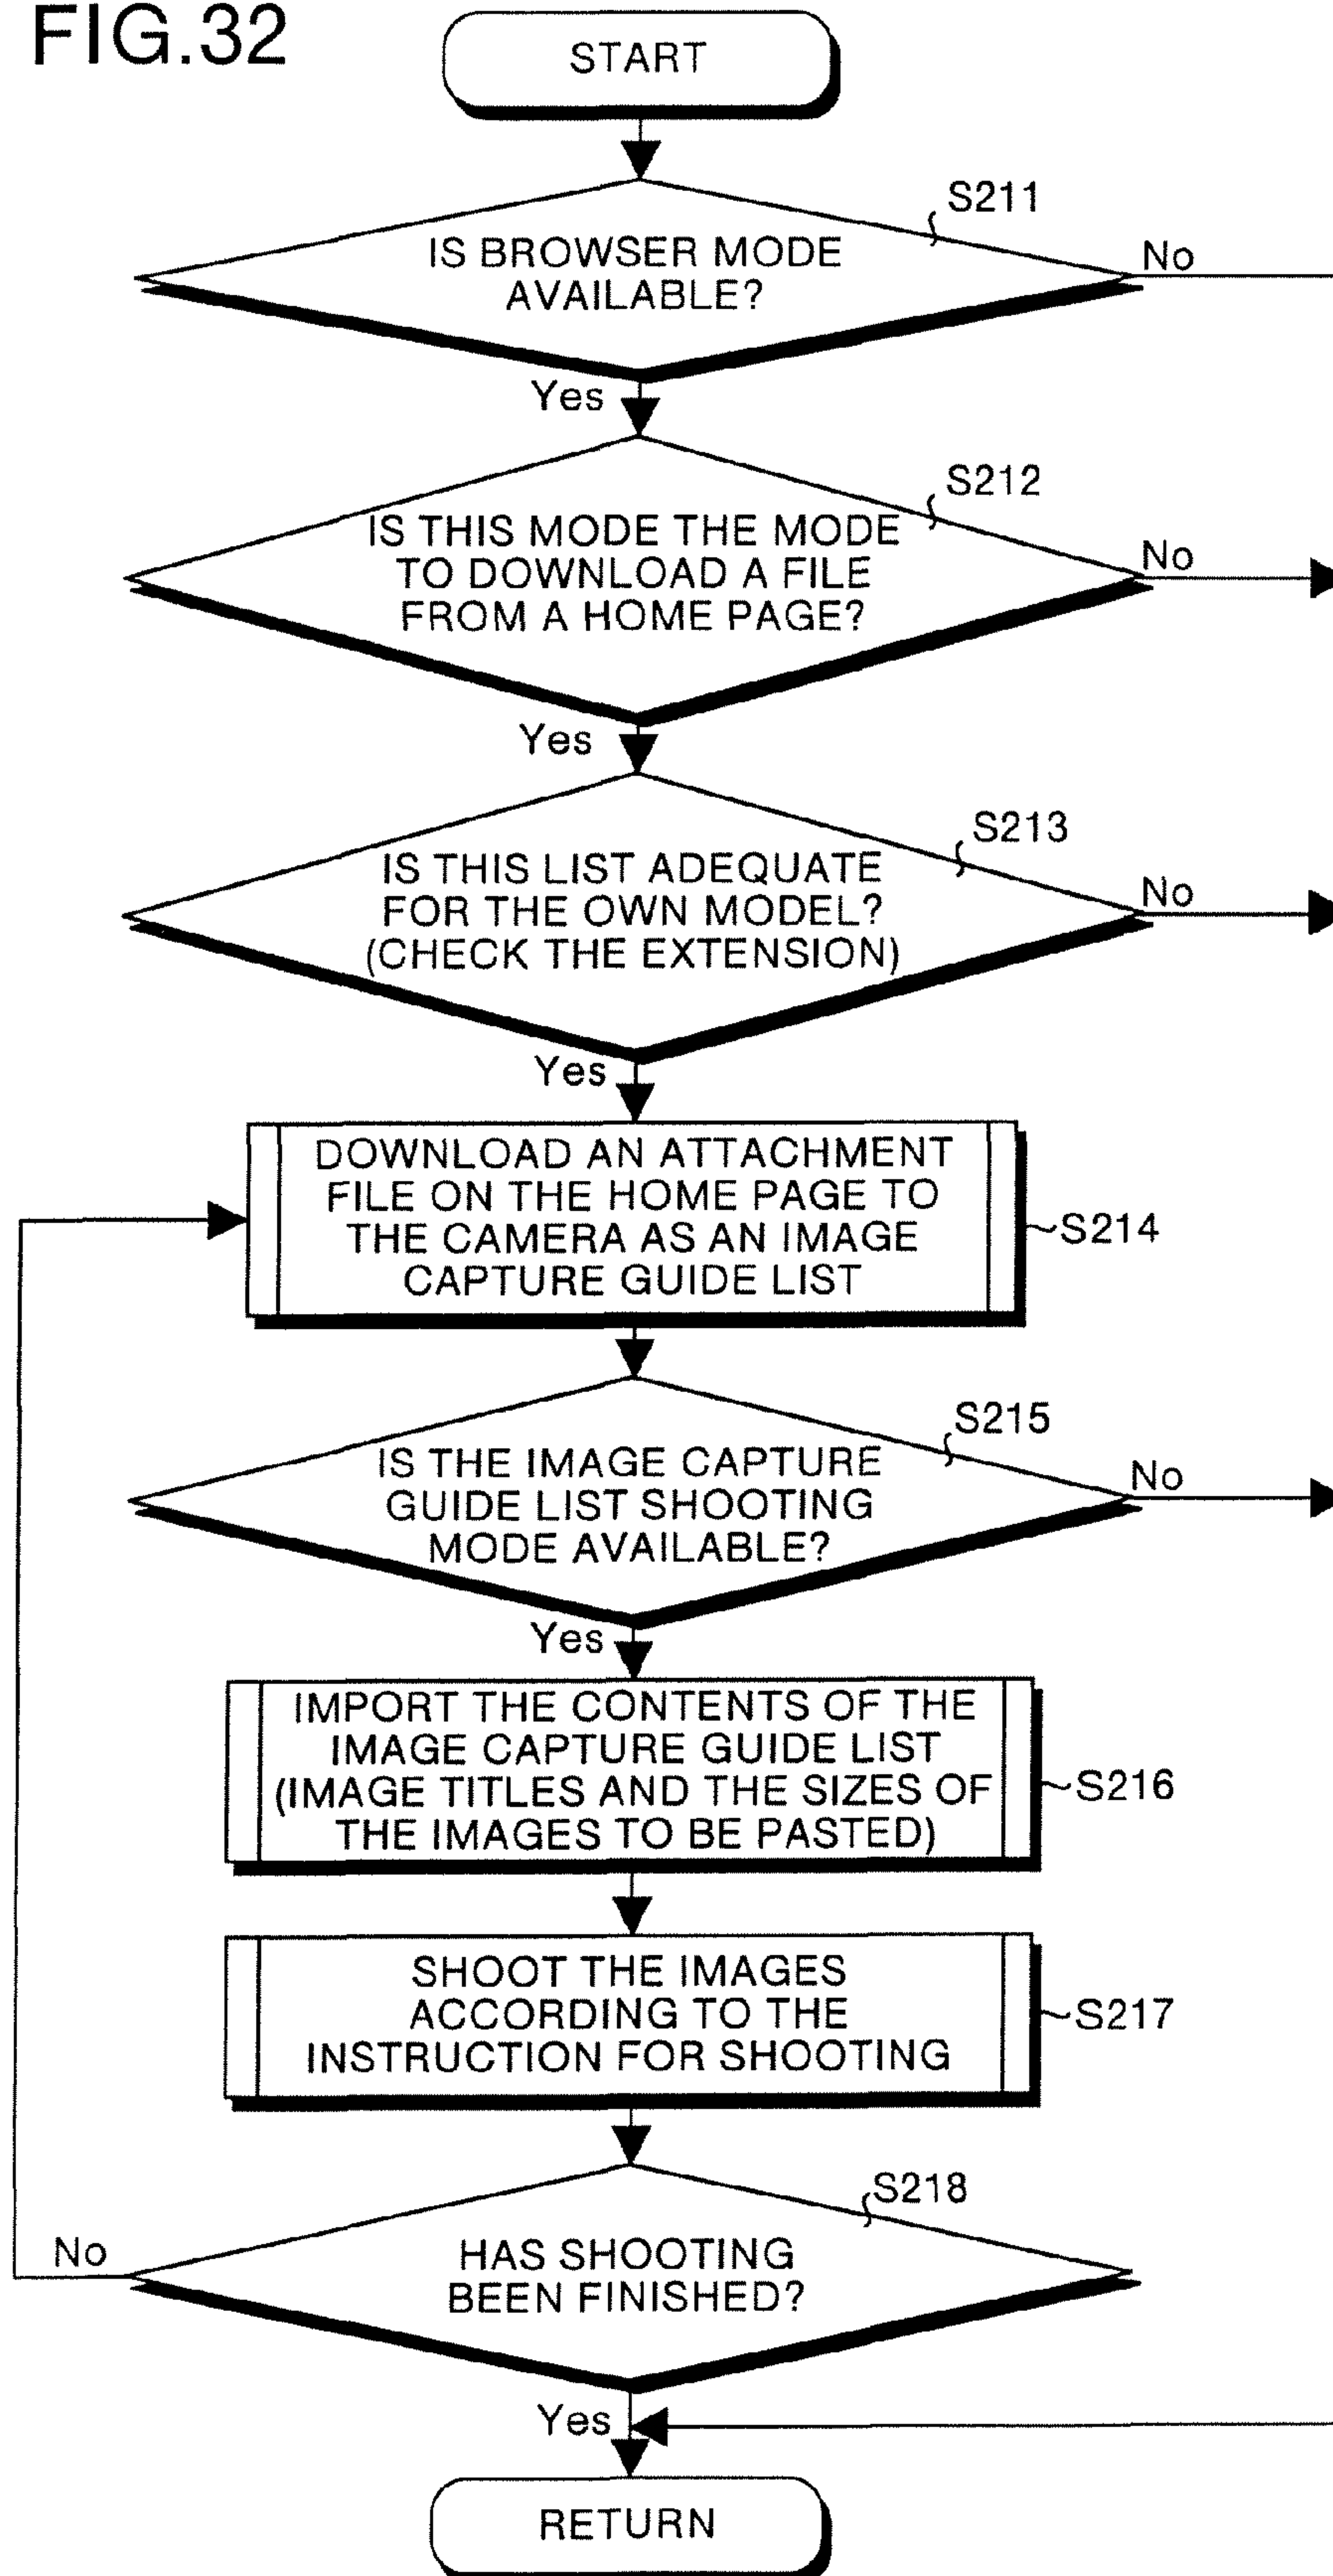 FIG.32
START
S211
IS BROWSER MODE
AVAILABLE?
No
Yes
S212
IS THIS MODE THE MODE
TO DOWNLOAD A FILE
FROM A HOME PAGE?
No
Yes
S213
IS THIS LIST ADEQUATE
FOR THE OWN MODEL?
(CHECK THE EXTENSION)
No
Yes
DOWNLOAD AN ATTACHMENT
FILE ON THE HOME PAGE TO
THE CAMERA AS AN IMAGE
CAPTURE GUIDE LIST
S214
S215
IS THE IMAGE CAPTURE
GUIDE LIST SHOOTING
MODE AVAILABLE?
No
Yes
IMPORT THE CONTENTS OF THE
IMAGE CAPTURE GUIDE LIST
(IMAGE TITLES AND THE SIZES OF
THE IMAGES TO BE PASTED)
S216
SHOOT THE IMAGES
ACCORDING TO THE
INSTRUCTION FOR SHOOTING
S217
S218
HAS SHOOTING
BEEN FINISHED?
No
Yes
RETURN